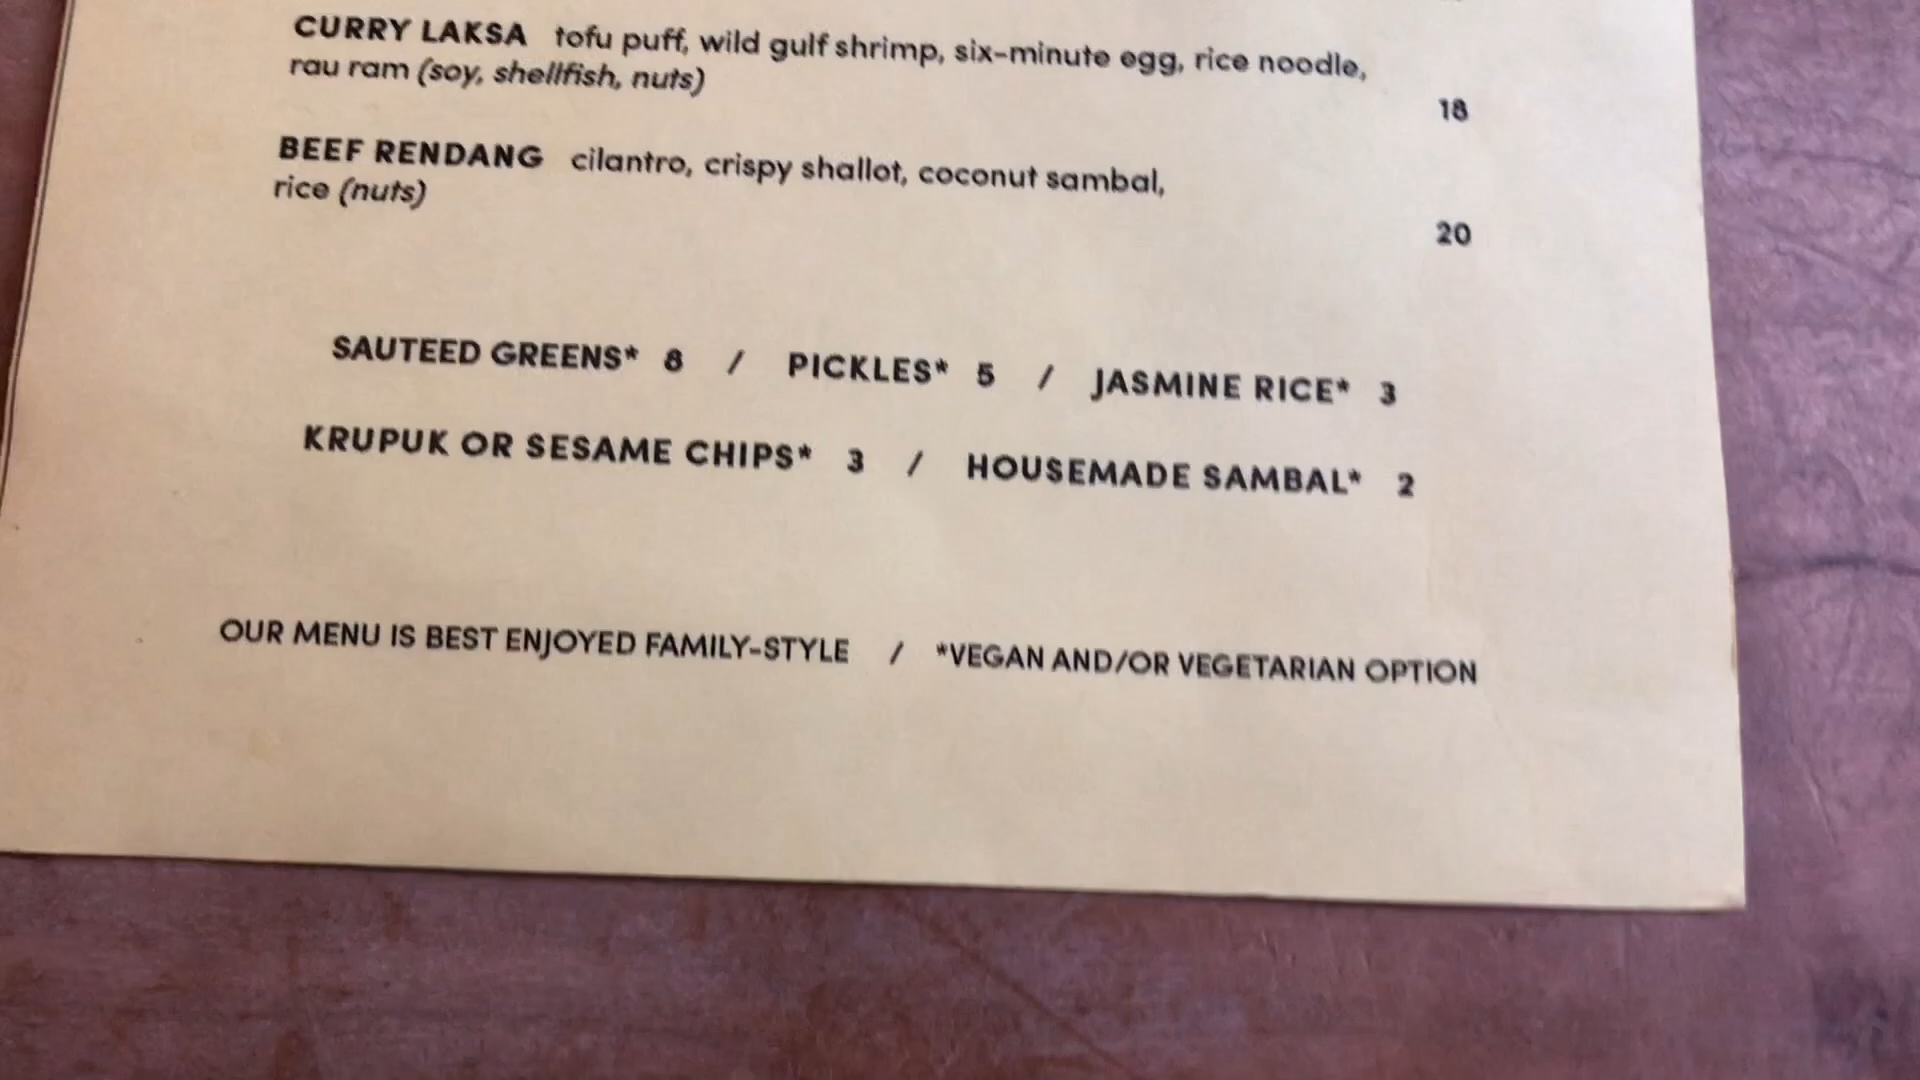 CURRY LAKSA tofu puff, wild gulf shrimp, six-minute egg, rice noodle,
rau ram (soy, shellfish, nuts)
18
BEEF RENDANG cilantro, crispy shallot, coconut sambal,
rice (nuts)
20
SAUTEED GREENS* 8 / PICKLES* 5 / JASMINE RICE* 3
KRUPUK OR SESAME CHIPS* 3 / HOUSEMADE SAMBAL* 2
OUR MENU IS BEST ENJOYED FAMILY-STYLE / *VEGAN AND/OR VEGETARIAN OPTION